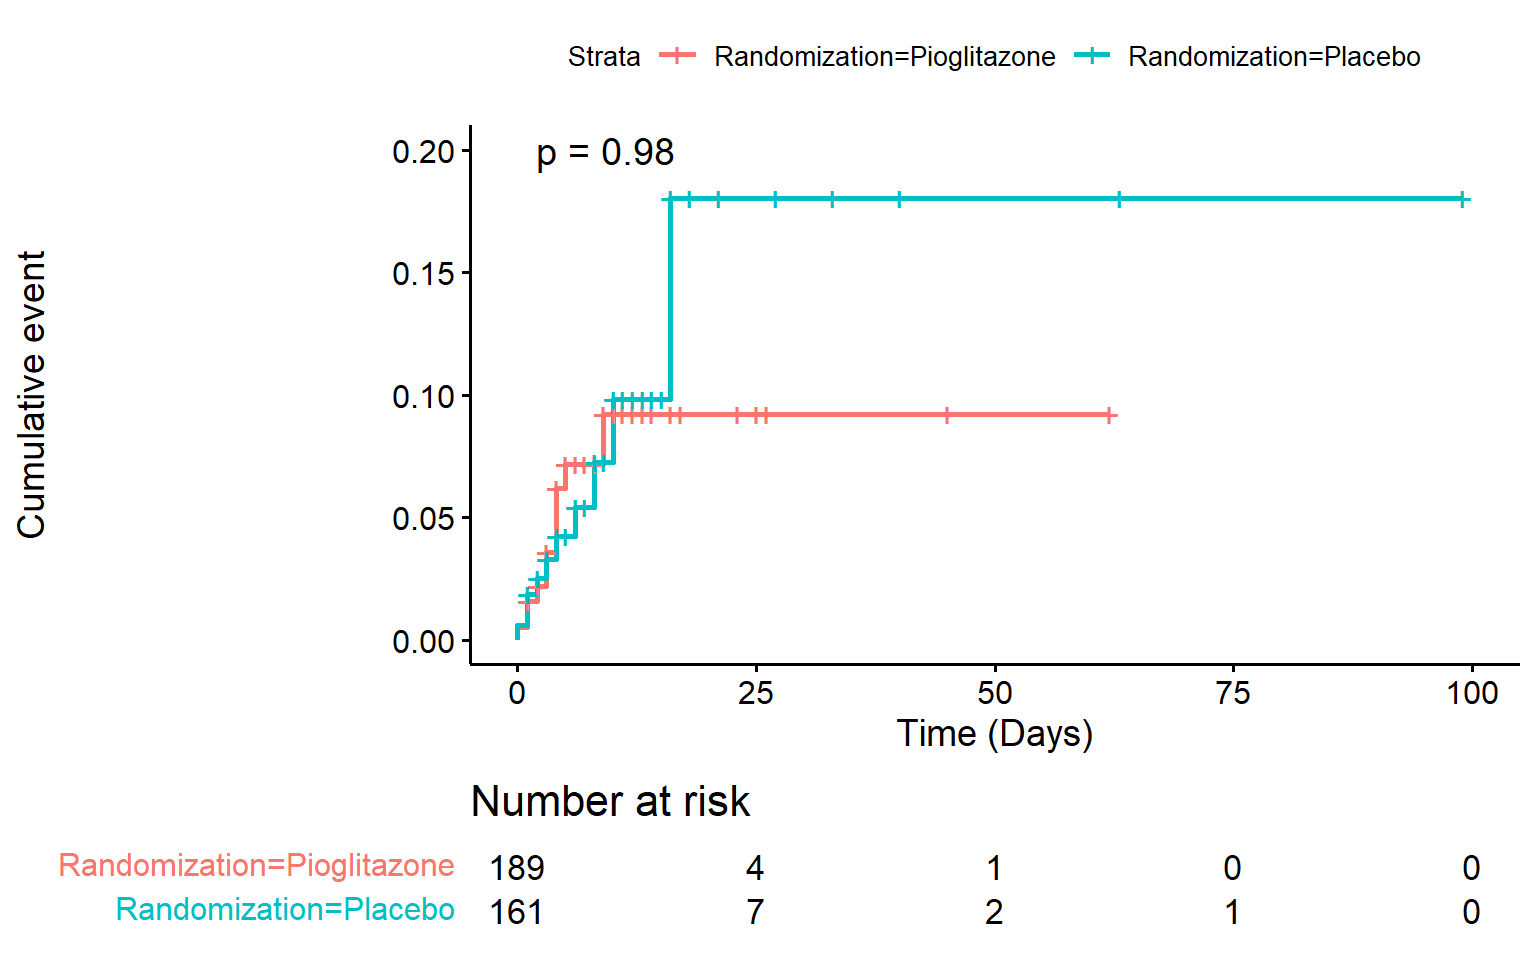 Strata Randomization=Pioglitazone Randomization=Placebo
p = 0.98
Cumulative event
0.20
0.15
0.10
0.05
0.00
0 25 50 75 100
Time (Days)
Number at risk
Randomization=Pioglitazone 189 4 1 0 0
Randomization=Placebo 161 7 2 1 0